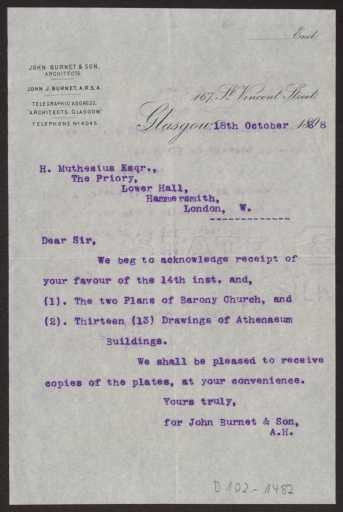 Encl.
JOHN BURNET & SON,
ARCHITECTS.
JOHN J. BURNET, A.R.S.A.
TELEGRAPHIC ADDRESS,
"ARCHITECTS, GLASGOW"
TELEPHONE Nº 4045.
167, St. Vincent Street,
Glasgow, 18th October 1898
H. Muthesius Esqr.,
The Priory,
Lower Hall,
Hammersmith,
London, W.
Dear Sir,
We beg to acknowledge receipt of
your favour of the 14th inst. and,
(1). The two Plans of Barony Church, and
(2). Thirteen (13) Drawings of Athenaeum
Buildings.
We shall be pleased to receive
copies of the plates, at your convenience.
Yours truly,
for John Burnet & Son,
A.H.
D 102-1482